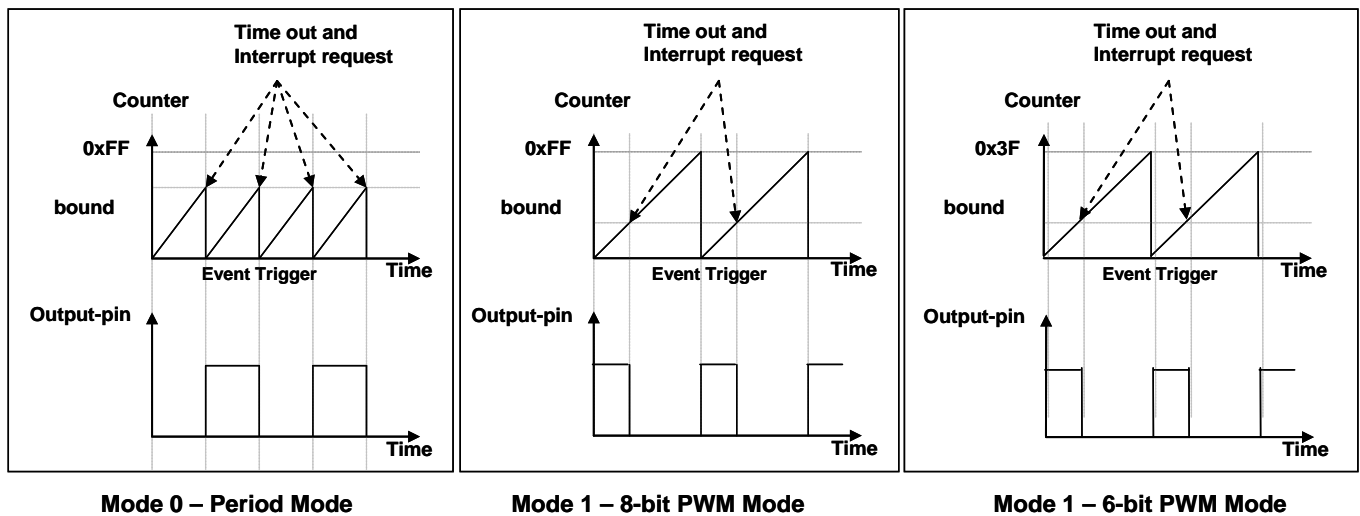 Time out and
Interrupt request
Counter
0xFF
bound
Event Trigger
Time
Output-pin
Time
Mode 0 – Period Mode
Time out and
Interrupt request
Counter
0xFF
bound
Event Trigger
Time
Output-pin
Time
Mode 1 – 8-bit PWM Mode
Time out and
Interrupt request
Counter
0x3F
bound
Event Trigger
Time
Output-pin
Time
Mode 1 – 6-bit PWM Mode